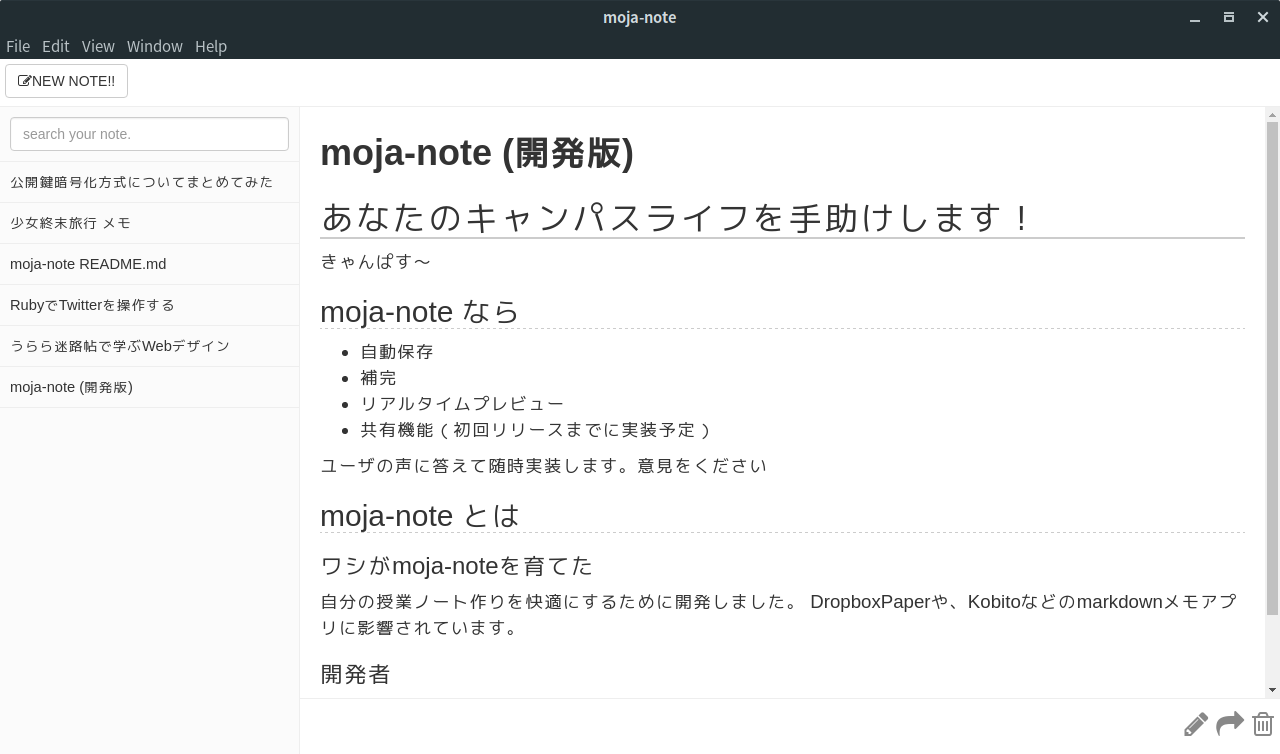 moja-note
File Edit View Window Help
NEW NOTE!!
search your note.
公開鍵暗号化方式についてまとめてみた
少女終末旅行 メモ
moja-note README.md
RubyでTwitterを操作する
うらら迷路帖で学ぶWebデザイン
moja-note (開発版)
moja-note (開発版)
あなたのキャンパスライフを手助けします！
きゃんぱす〜
moja-note なら
• 自動保存
• 補完
• リアルタイムプレビュー
• 共有機能（初回リリースまでに実装予定）
ユーザの声に答えて随時実装します。意見をください
moja-note とは
ワシがmoja-noteを育てた
自分の授業ノート作りを快適にするために開発しました。 DropboxPaperや、Kobitoなどのmarkdownメモアプ
リに影響されています。
開発者